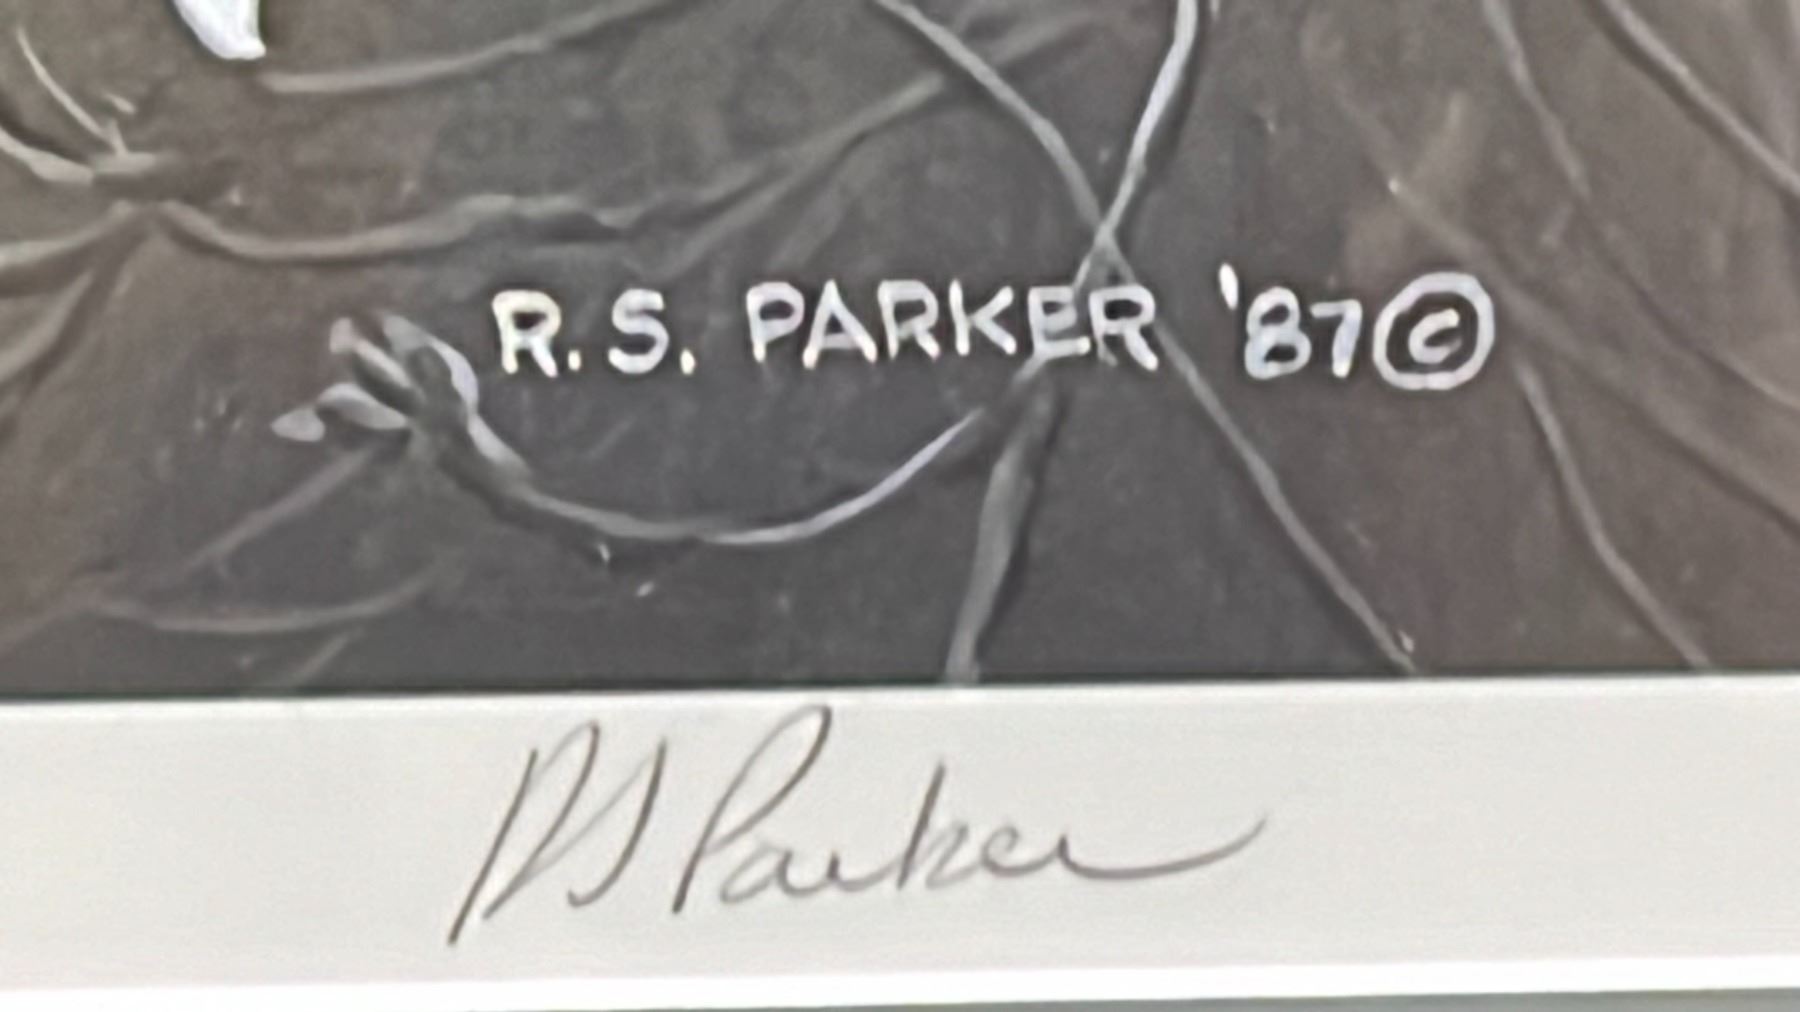 R. S. PARKER '87 ©
RS Parker